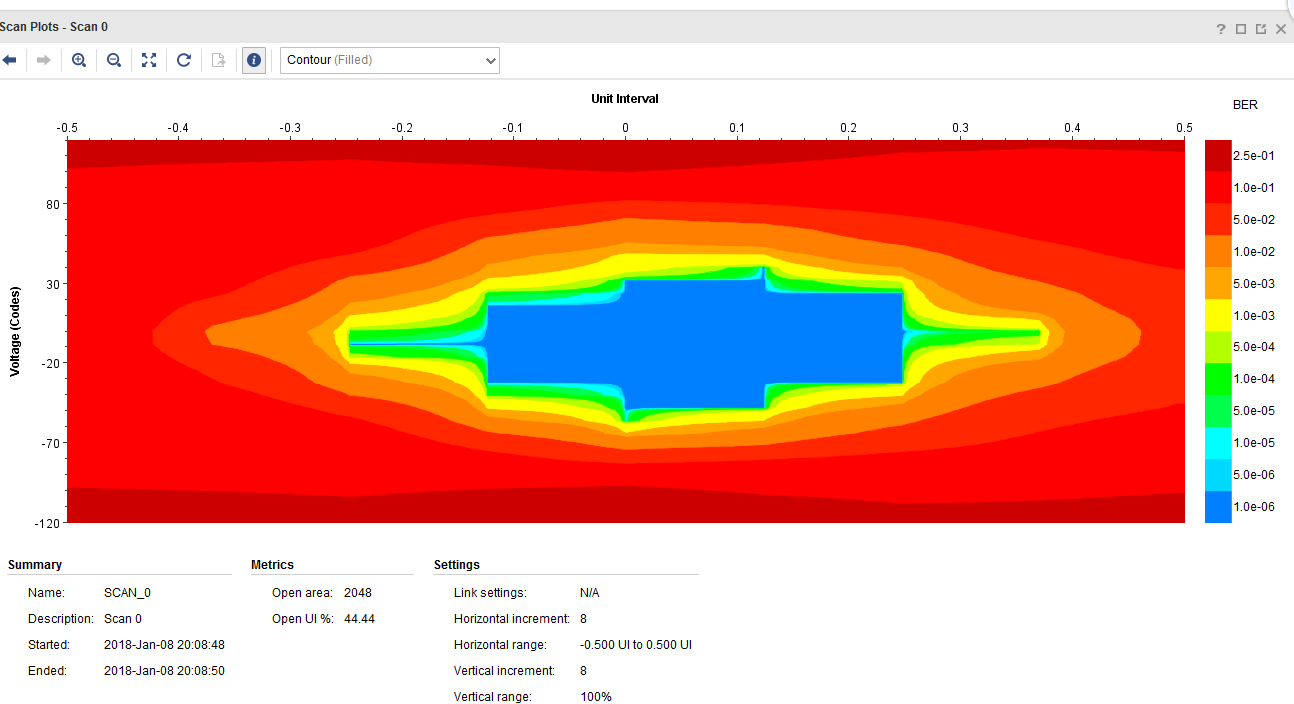 Scan Plots - Scan 0
?
i
Contour (Filled)
Unit Interval
BER
-0.5 -0.4 -0.3 -0.2 -0.1 0 0.1 0.2 0.3 0.4 0.5
Voltage (Codes)
80
30
-20
-70
-120
2.5e-01
1.0e-01
5.0e-02
1.0e-02
5.0e-03
1.0e-03
5.0e-04
1.0e-04
5.0e-05
1.0e-05
5.0e-06
1.0e-06
Summary
Name: SCAN_0
Description: Scan 0
Started: 2018-Jan-08 20:08:48
Ended: 2018-Jan-08 20:08:50
Metrics
Open area: 2048
Open UI %: 44.44
Settings
Link settings: N/A
Horizontal increment: 8
Horizontal range: -0.500 UI to 0.500 UI
Vertical increment: 8
Vertical range: 100%